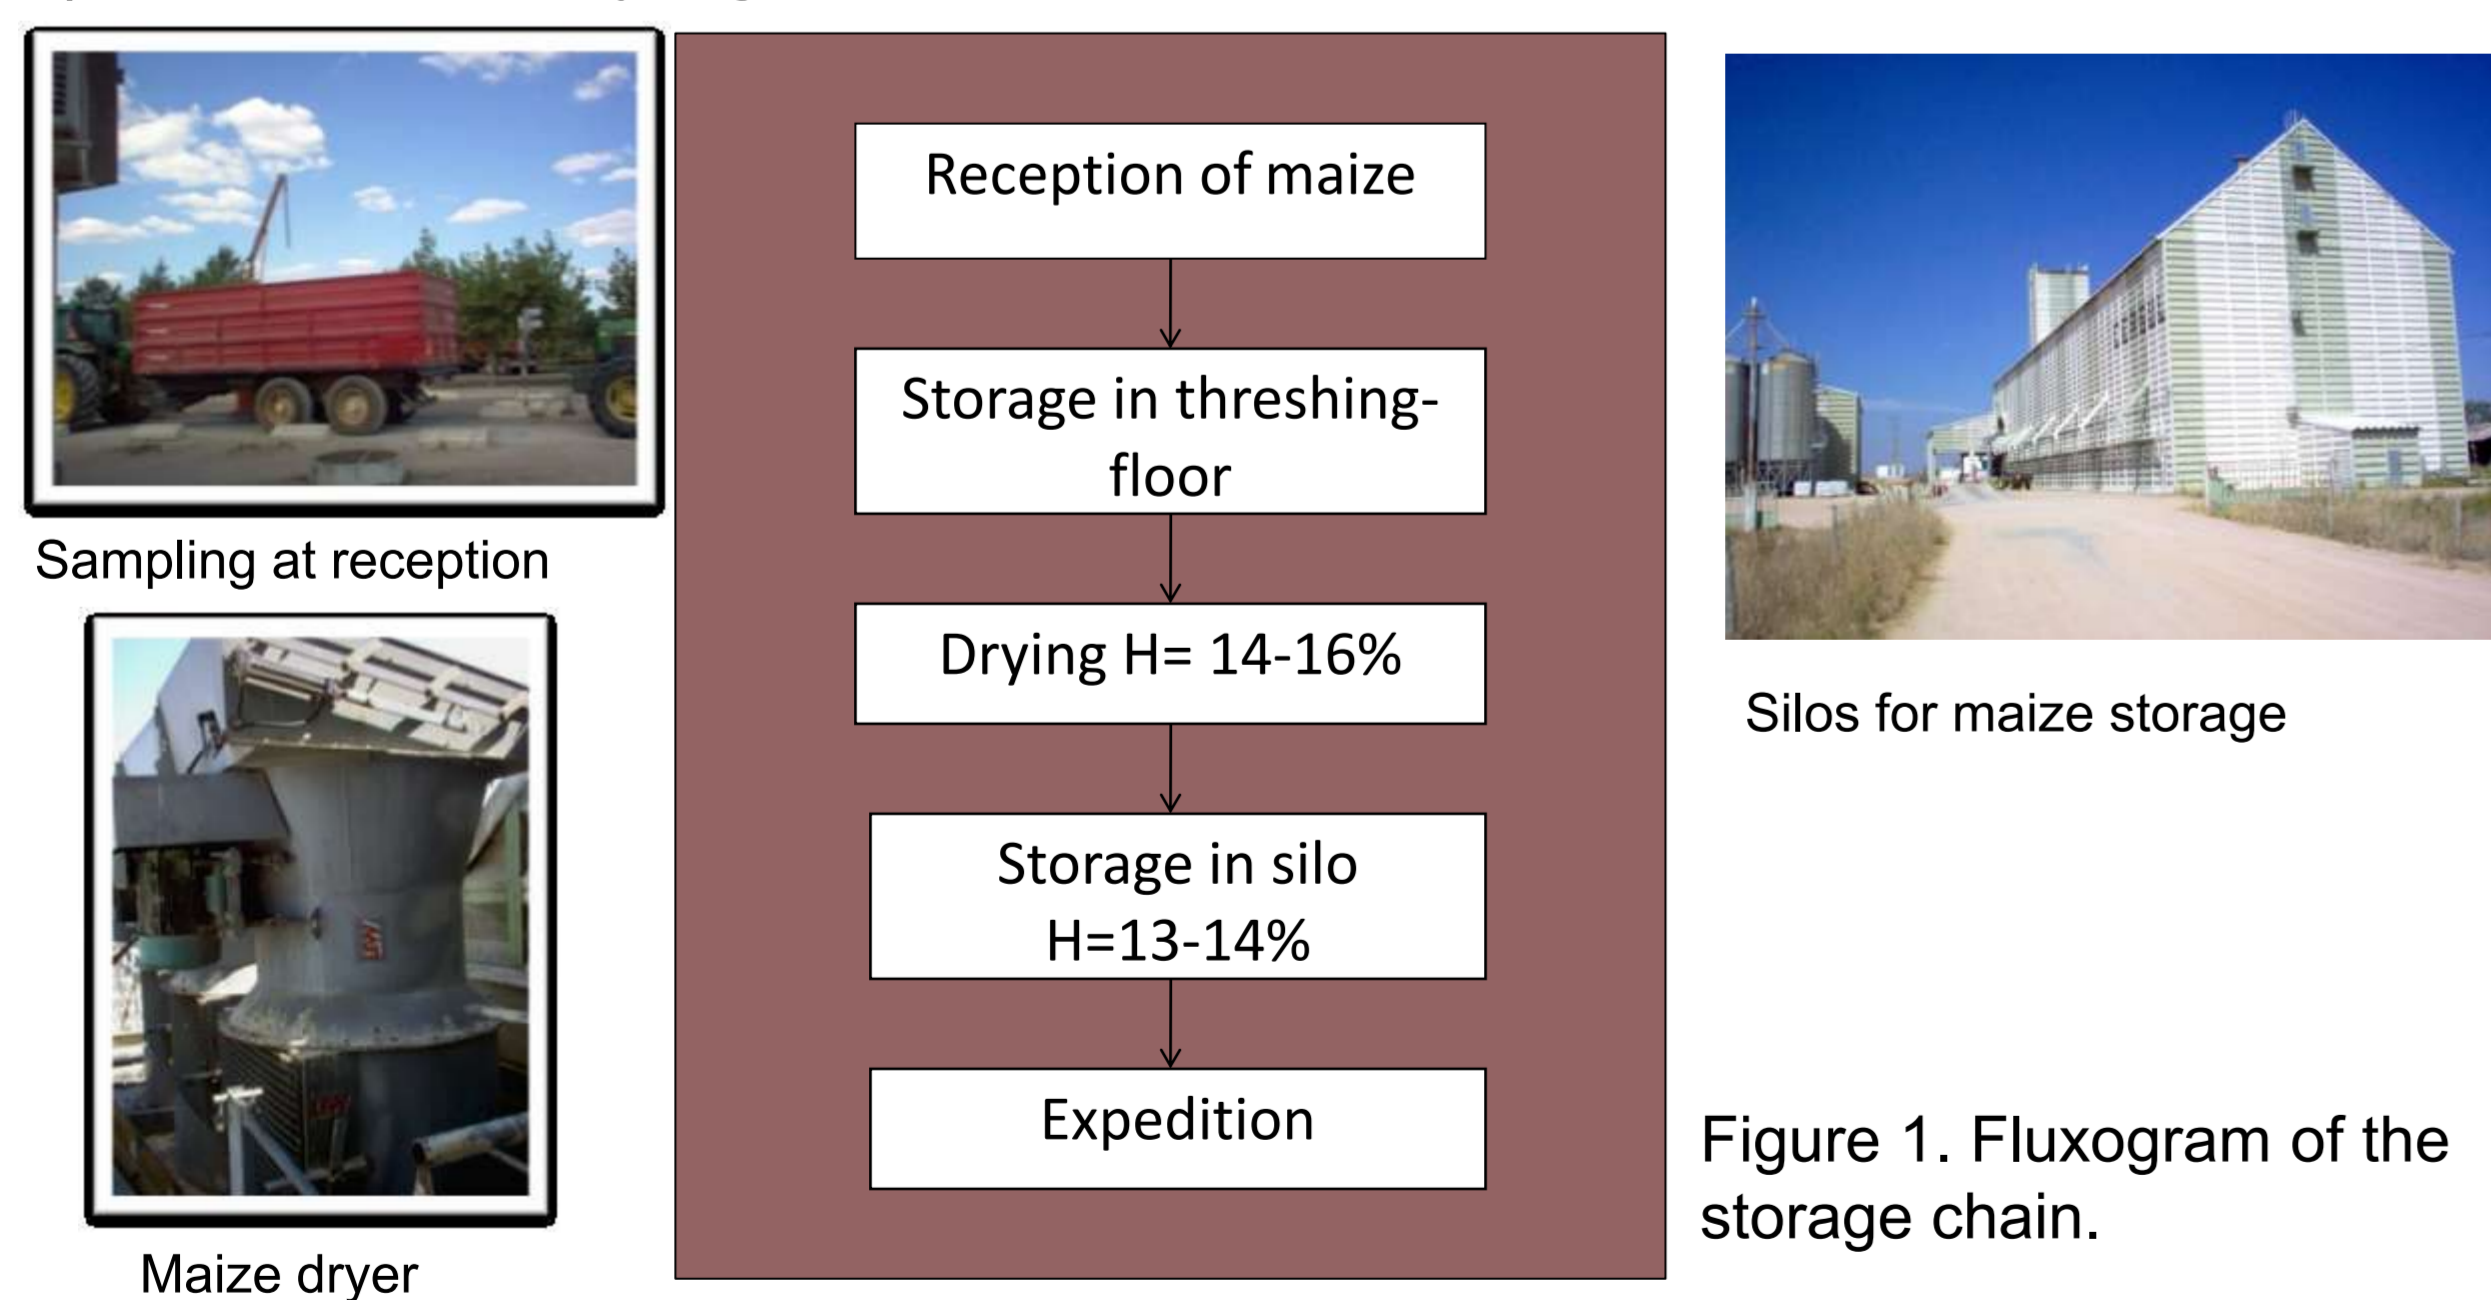 Sampling at reception
Maize dryer
Reception of maize
Storage in threshing-
floor
Drying H= 14-16%
Storage in silo
H=13-14%
Expedition
Silos for maize storage
Figure 1. Fluxogram of the
storage chain.